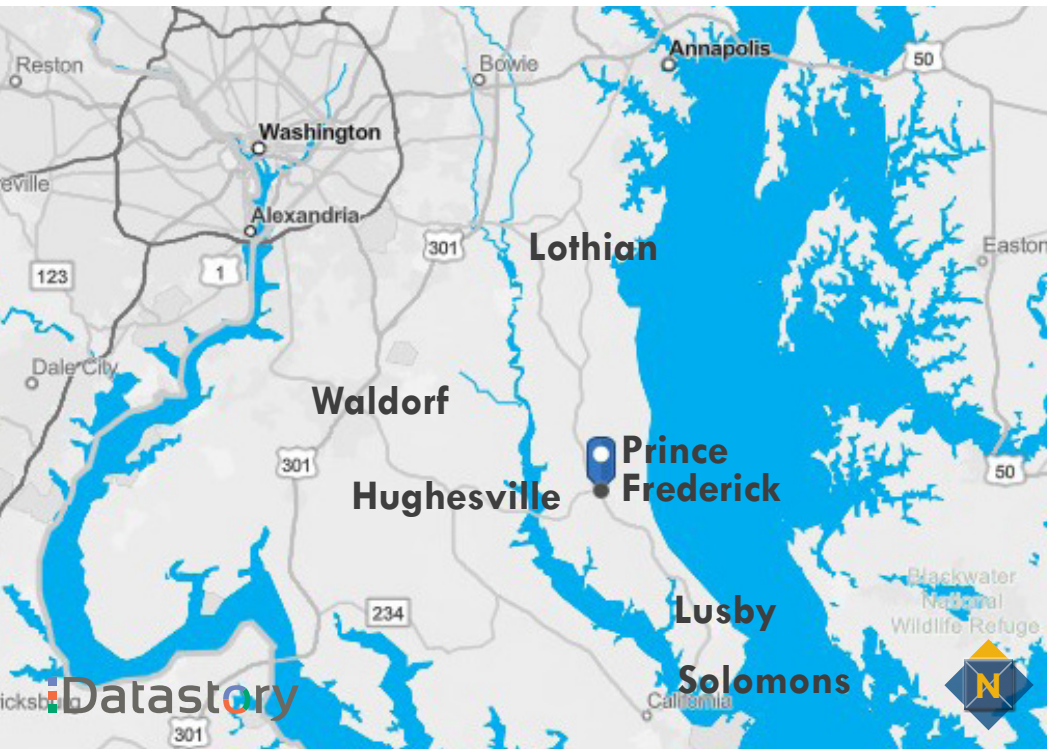 Annapolis
50
Reston
Bowie
Washington
eville
Alexandria
301
Lothian
Easton
1
123
Dale City
Waldorf
Prince
Frederick
301
50
Hughesville
Blackwater
National
Wildlife Refuge
234
Lusby
Solomons
California
icksburg
Datastory
N
301